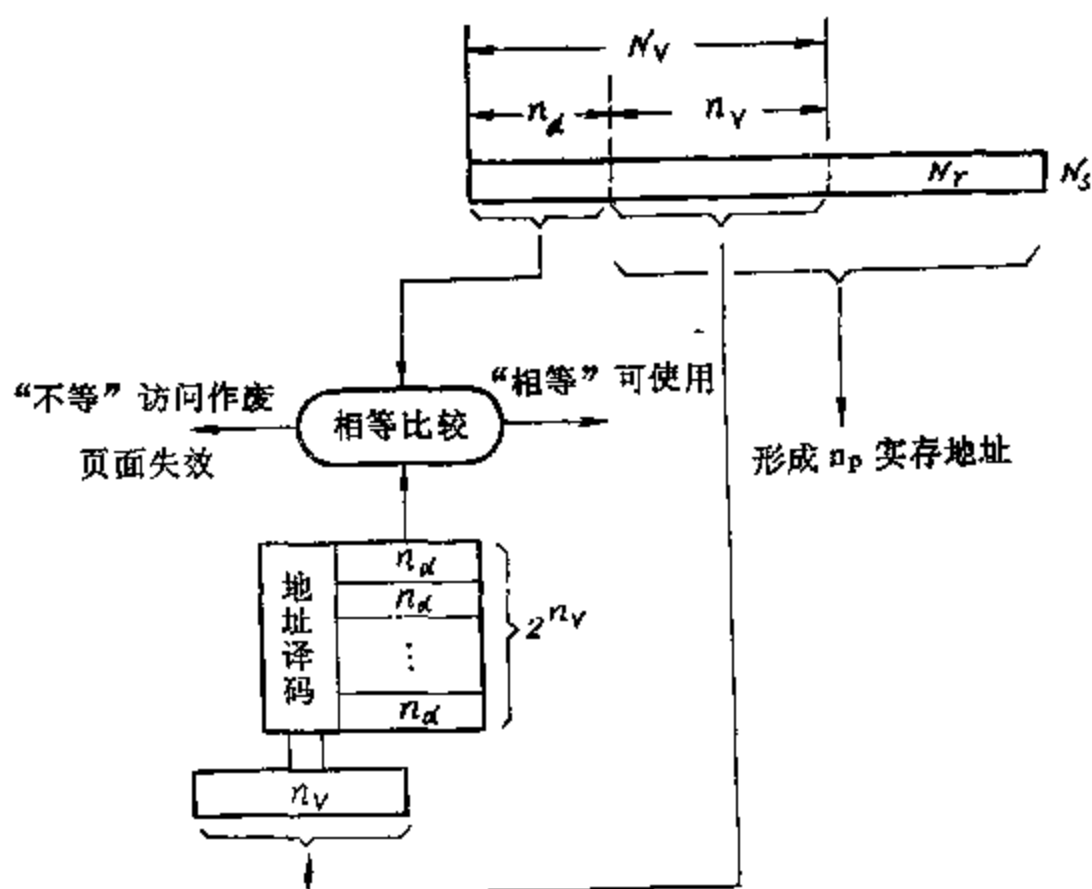 N_V
n_d
n_V
N_r
N_s
“不等”访问作废
“相等”可使用
相等比较
页面失效
形成 n_p 实存地址
地址译码
n_d
n_d
⋮
n_d
2^{n_V}
n_V